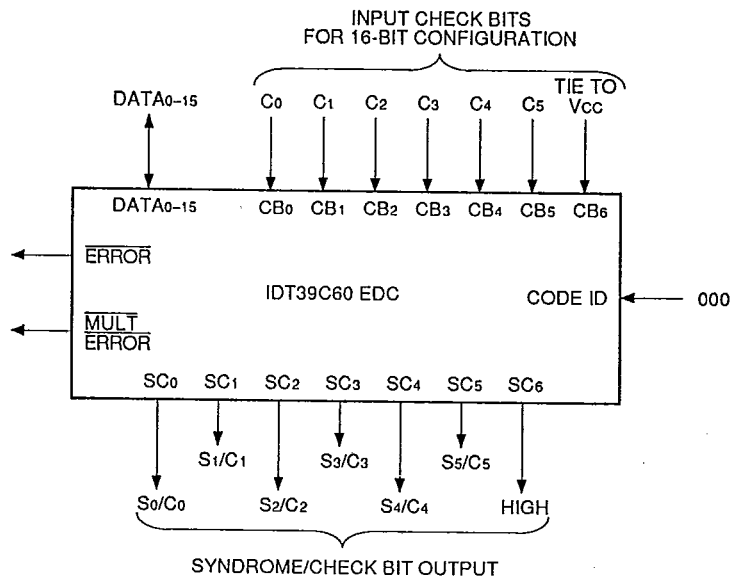 INPUT CHECK BITS
FOR 16-BIT CONFIGURATION
DATA0-15 C0 C1 C2 C3 C4 C5 TIE TO
VCC
DATA0-15 CB0 CB1 CB2 CB3 CB4 CB5 CB6
ERROR
IDT39C60 EDC CODE ID 000
MULT
ERROR
SC0 SC1 SC2 SC3 SC4 SC5 SC6
S1/C1 S3/C3 S5/C5
S0/C0 S2/C2 S4/C4 HIGH
SYNDROME/CHECK BIT OUTPUT